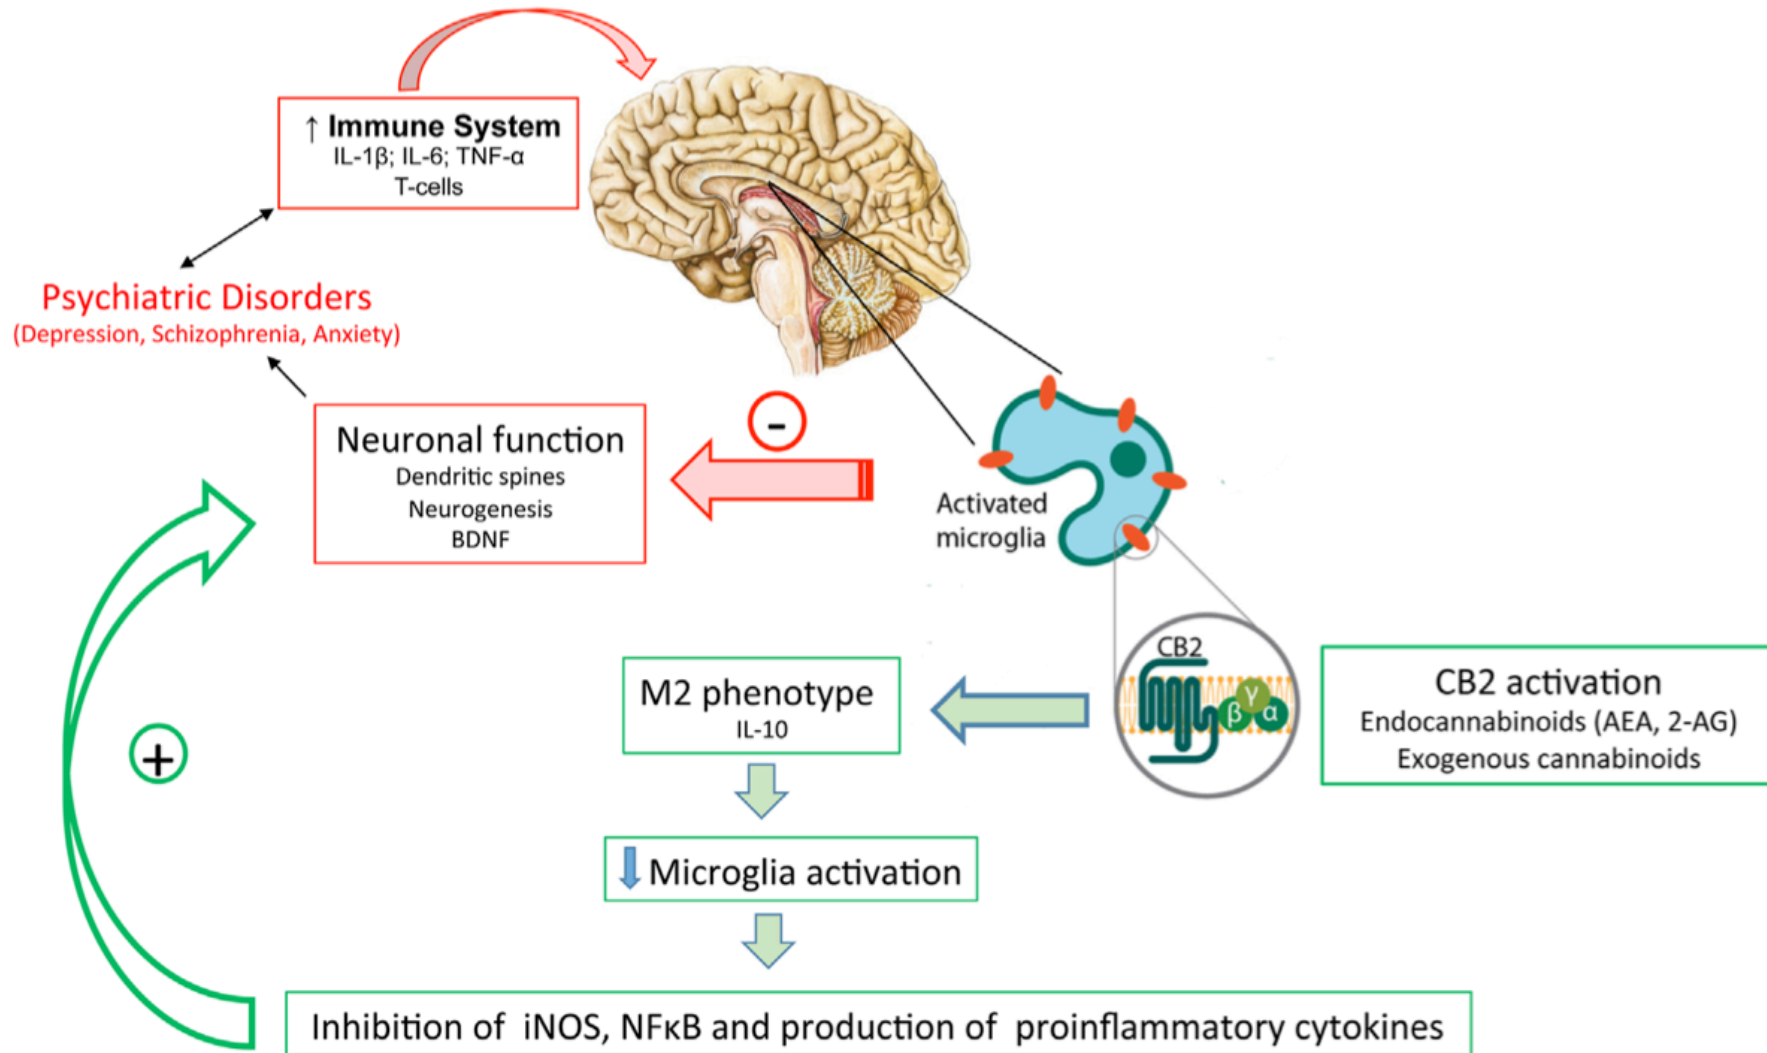 ↑ Immune System
IL-1β; IL-6; TNF-α
T-cells
Psychiatric Disorders
(Depression, Schizophrenia, Anxiety)
-
Neuronal function
Dendritic spines
Neurogenesis
BDNF
Activated
microglia
CB2
γ
β α
CB2 activation
Endocannabinoids (AEA, 2-AG)
Exogenous cannabinoids
M2 phenotype
IL-10
+
Microglia activation
Inhibition of iNOS, NFκB and production of proinflammatory cytokines